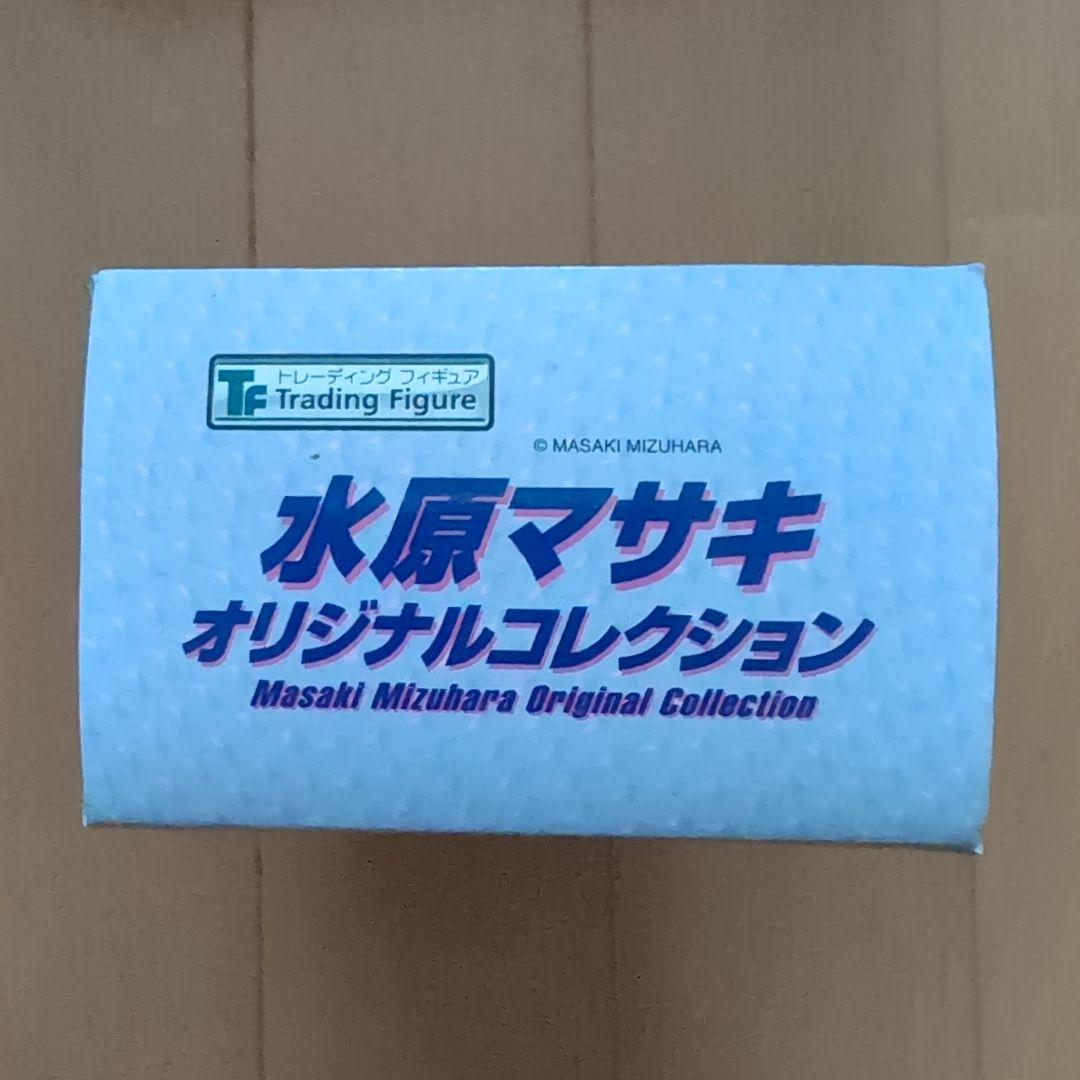 TF トレーディング フィギュア
Trading Figure
© MASAKI MIZUHARA
水原マサキ
オリジナルコレクション
Masaki Mizuhara Original Collection